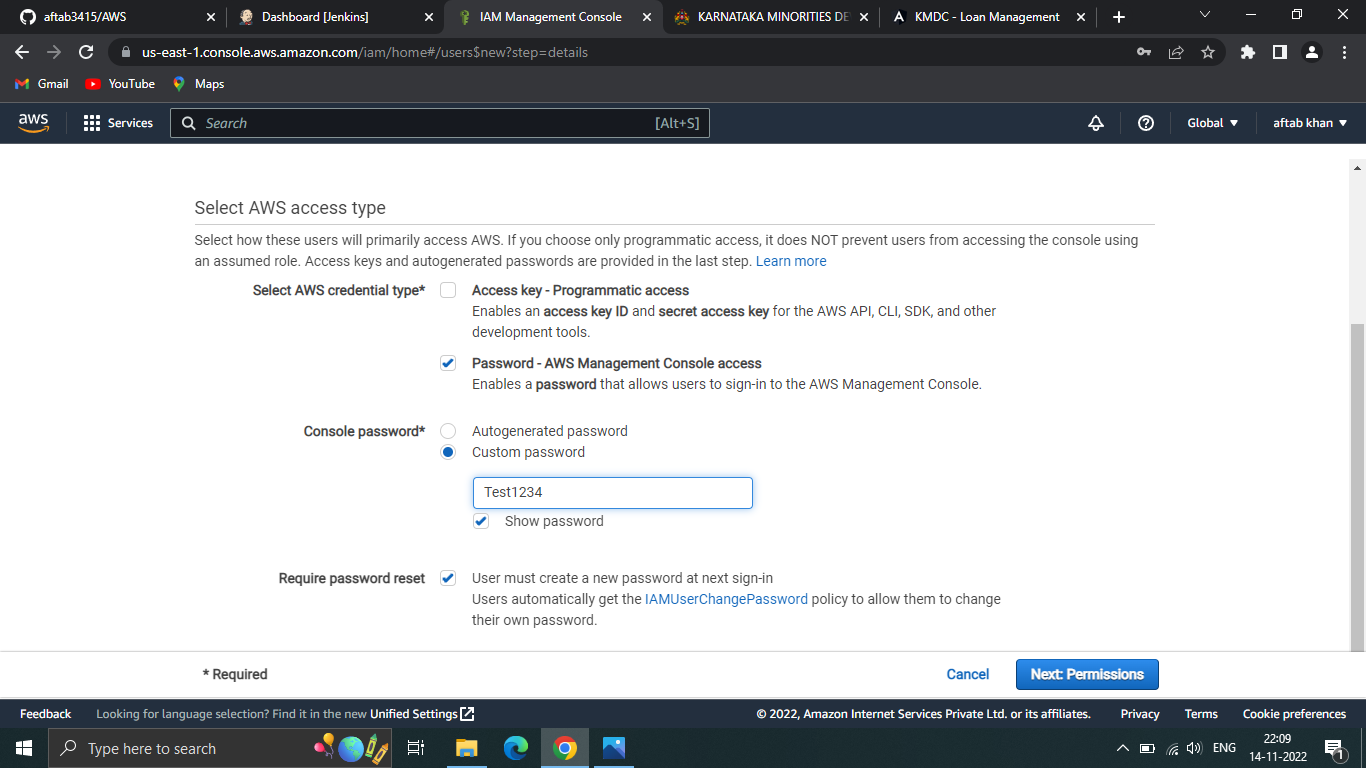 aftab3415/AWS
Dashboard [Jenkins]
IAM Management Console
KARNATAKA MINORITIES DE
KMDC - Loan Management
us-east-1.console.aws.amazon.com/iam/home#/users$new?step=details
Gmail
YouTube
Maps
aws
Services
Search
[Alt+S]
Global
aftab khan
Select AWS access type
Select how these users will primarily access AWS. If you choose only programmatic access, it does NOT prevent users from accessing the console using
an assumed role. Access keys and autogenerated passwords are provided in the last step. Learn more
Select AWS credential type*
Access key - Programmatic access
Enables an access key ID and secret access key for the AWS API, CLI, SDK, and other
development tools.
Password - AWS Management Console access
Enables a password that allows users to sign-in to the AWS Management Console.
Console password*
Autogenerated password
Custom password
Test1234
Show password
Require password reset
User must create a new password at next sign-in
Users automatically get the IAMUserChangePassword policy to allow them to change
their own password.
* Required
Cancel
Next: Permissions
Feedback
Looking for language selection? Find it in the new Unified Settings
© 2022, Amazon Internet Services Private Ltd. or its affiliates.
Privacy
Terms
Cookie preferences
Type here to search
ENG
22:09
14-11-2022
1